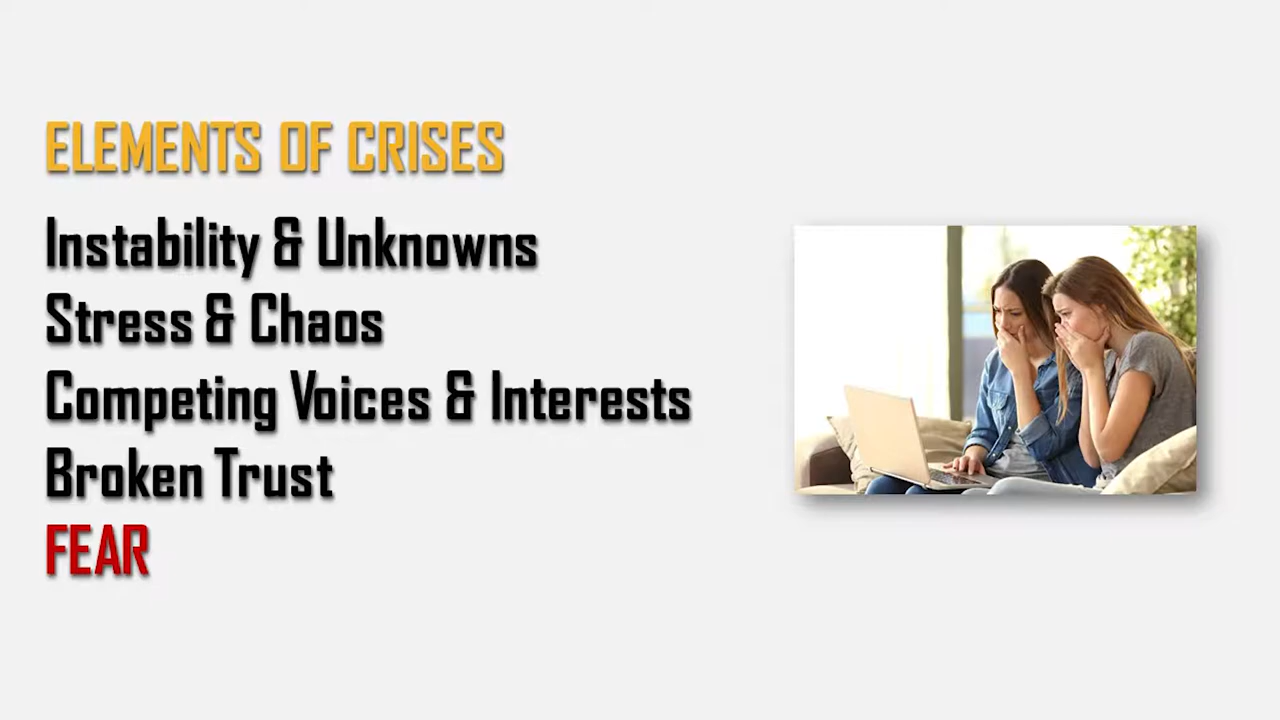 ELEMENTS OF CRISES
Instability & Unknowns
Stress & Chaos
Competing Voices & Interests
Broken Trust
FEAR